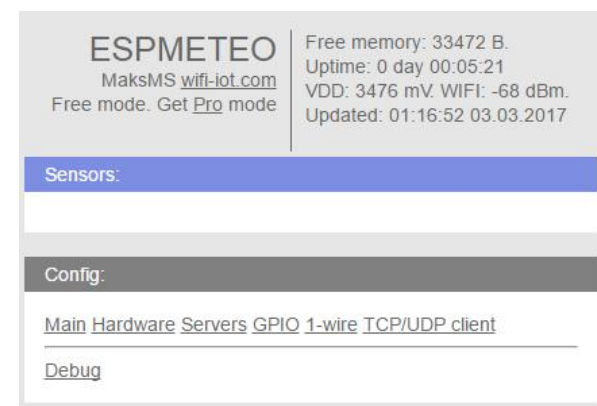 ESPMETEO
MaksMS wifi-iot.com
Free mode. Get Pro mode
Free memory: 33472 B.
Uptime: 0 day 00:05:21
VDD: 3476 mV. WIFI: -68 dBm.
Updated: 01:16:52 03.03.2017
Sensors:
Config:
Main Hardware Servers GPIO 1-wire TCP/UDP client
Debug